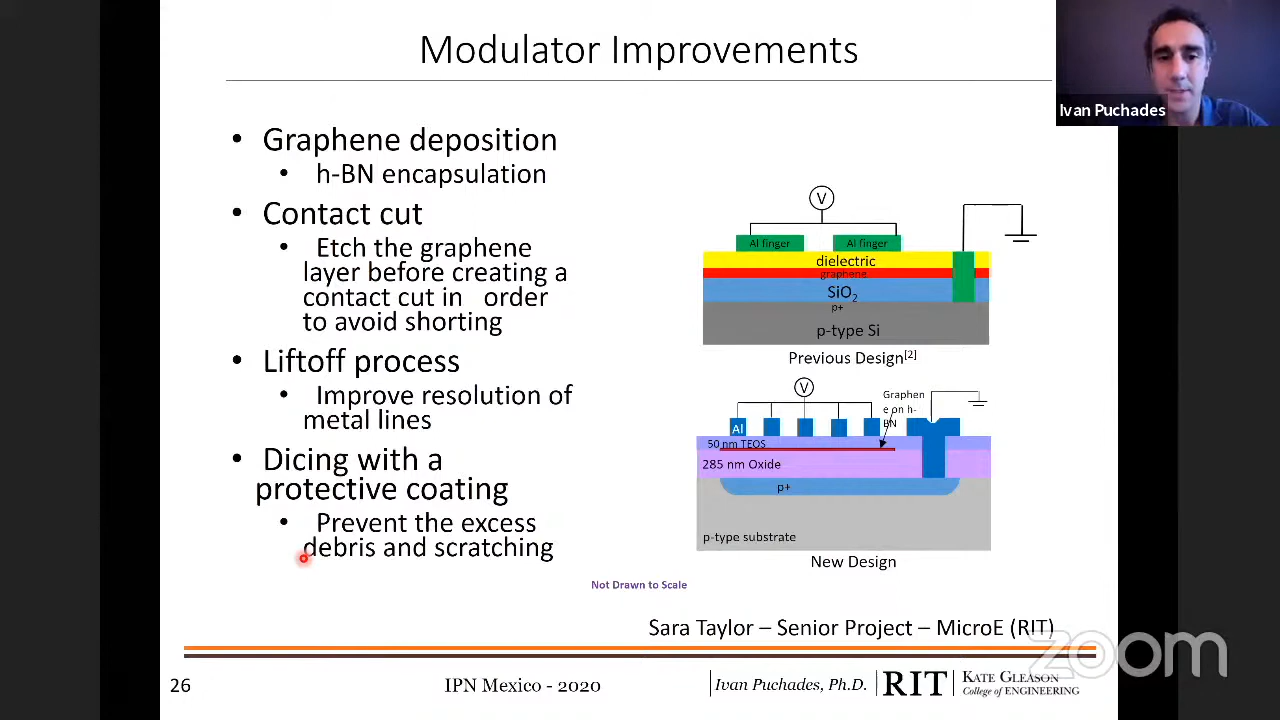 Modulator Improvements
Ivan Puchades
• Graphene deposition
• h-BN encapsulation
• Contact cut
• Etch the graphene
layer before creating a
contact cut in order
to avoid shorting
• Liftoff process
• Improve resolution of
metal lines
• Dicing with a
protective coating
• Prevent the excess
debris and scratching
V
Al finger Al finger
dielectric
graphene
SiO2
p+
p-type Si
Previous Design[2]
V
Graphen
e on h-
BN
Al
50 nm TEOS
285 nm Oxide
p+
p-type substrate
New Design
Not Drawn to Scale
Sara Taylor – Senior Project – MicroE (RIT)
zoom
26
IPN Mexico - 2020
Ivan Puchades, Ph.D.
RIT
KATE GLEASON
College of ENGINEERING